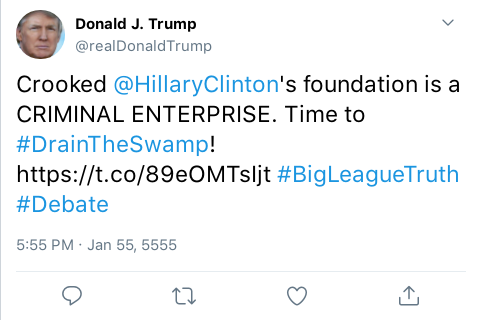 Donald J. Trump
@realDonaldTrump
Crooked @HillaryClinton's foundation is a
CRIMINAL ENTERPRISE. Time to
#DrainTheSwamp!
https://t.co/89eOMTsIjt #BigLeagueTruth
#Debate
5:55 PM · Jan 55, 5555